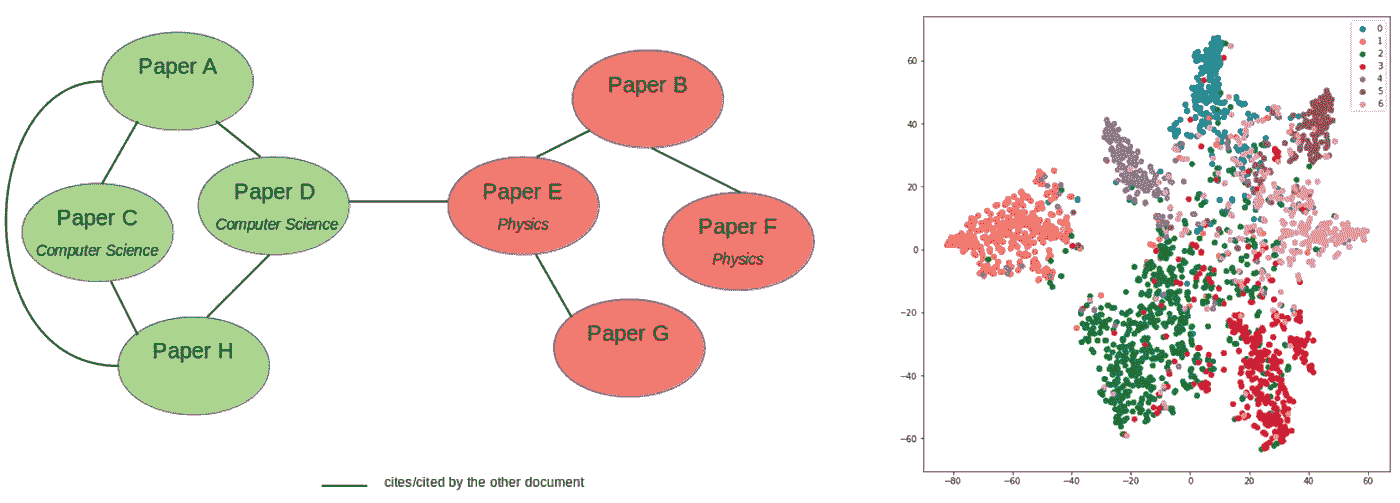 Paper A
Paper B
Paper C
Computer Science
Paper D
Computer Science
Paper E
Physics
Paper F
Physics
Paper H
Paper G
cites/cited by the other document
0
1
2
3
4
5
6
60
40
20
0
−20
−40
−60
−80 −60 −40 −20 0 20 40 60